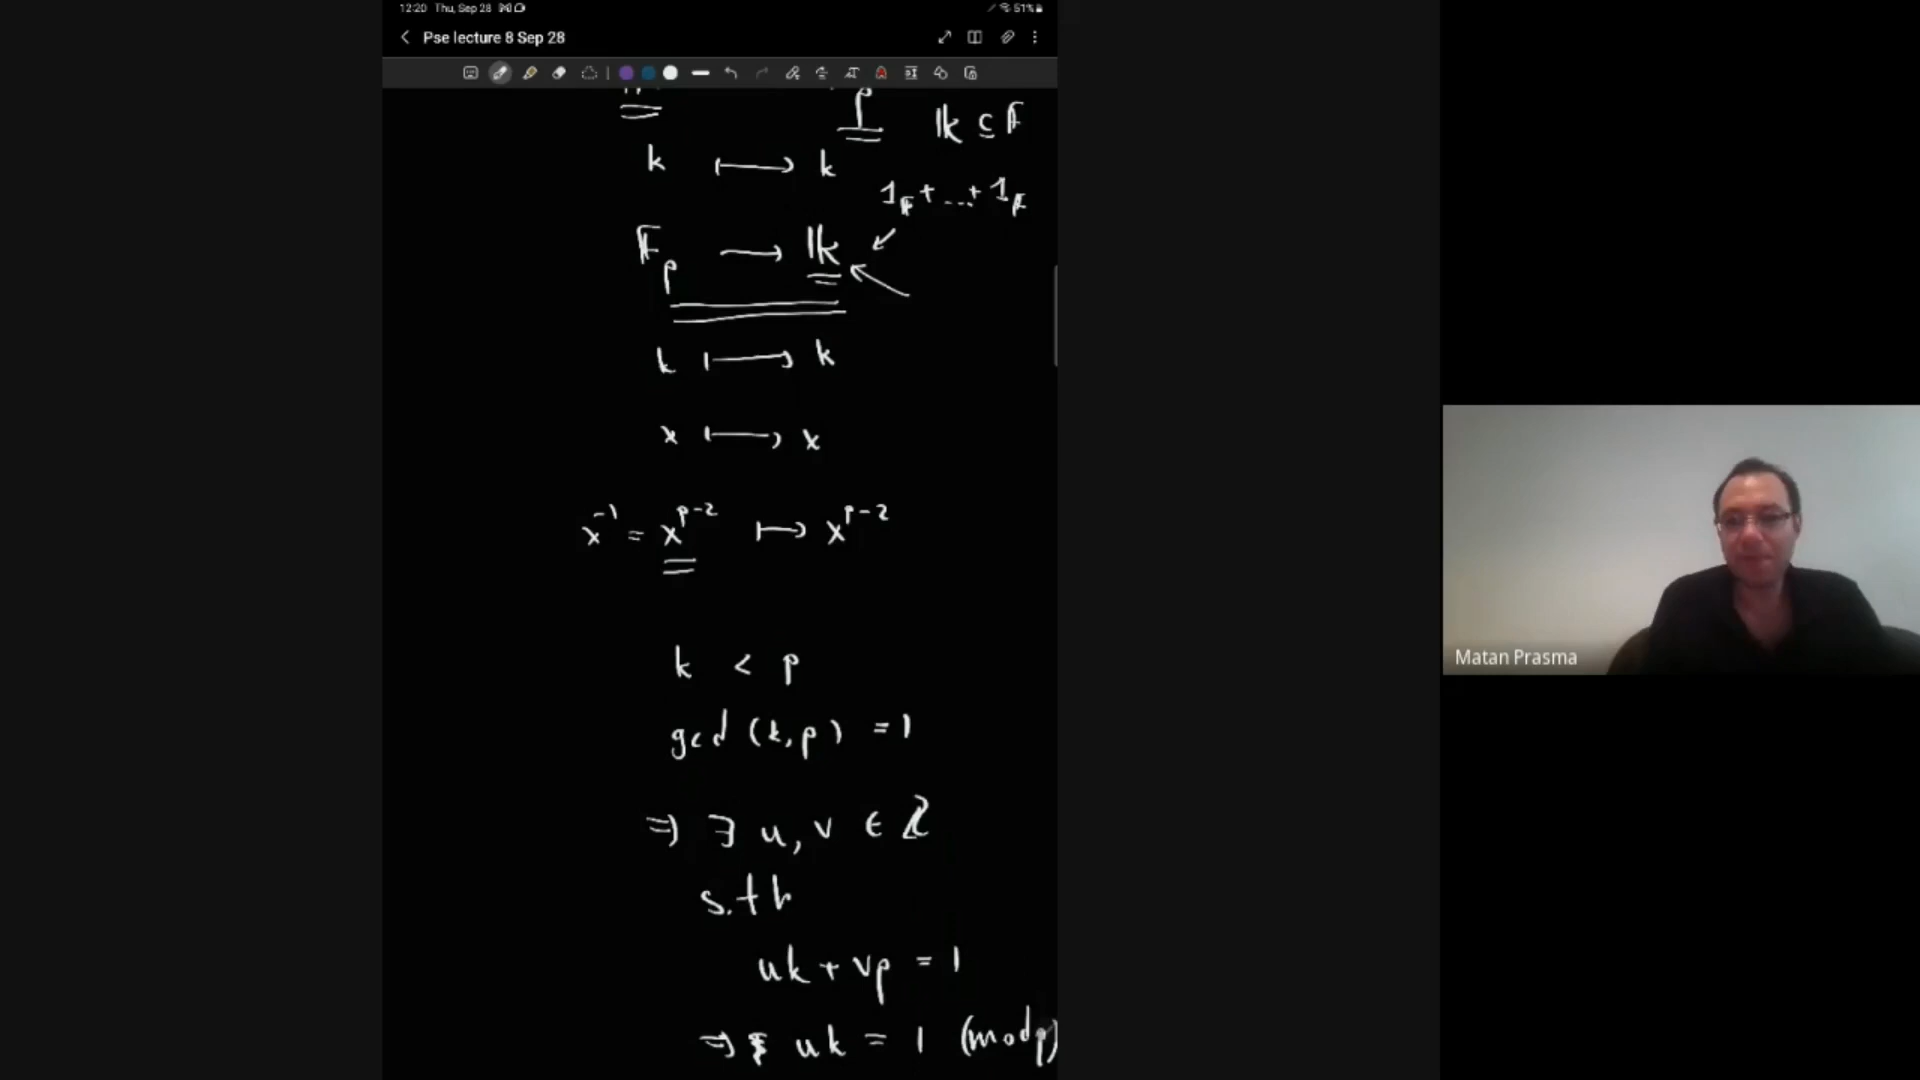 12:20 Thu, Sep 28
51%
Pse lecture 8 Sep 28
p 𝕜 ⊆ F
k ⟼ k
1_F + ... + 1_F
F_p ⟶ 𝕜
k ⟼ k
x ⟼ x
x^{-1} = x^{p-2} ⟼ x^{p-2}
k < p
gcd (k,p) = 1
⇒ ∃ u, v ∈ Z
s.th
uk + vp = 1
⇒ uk = 1 (mod p)
Matan Prasma